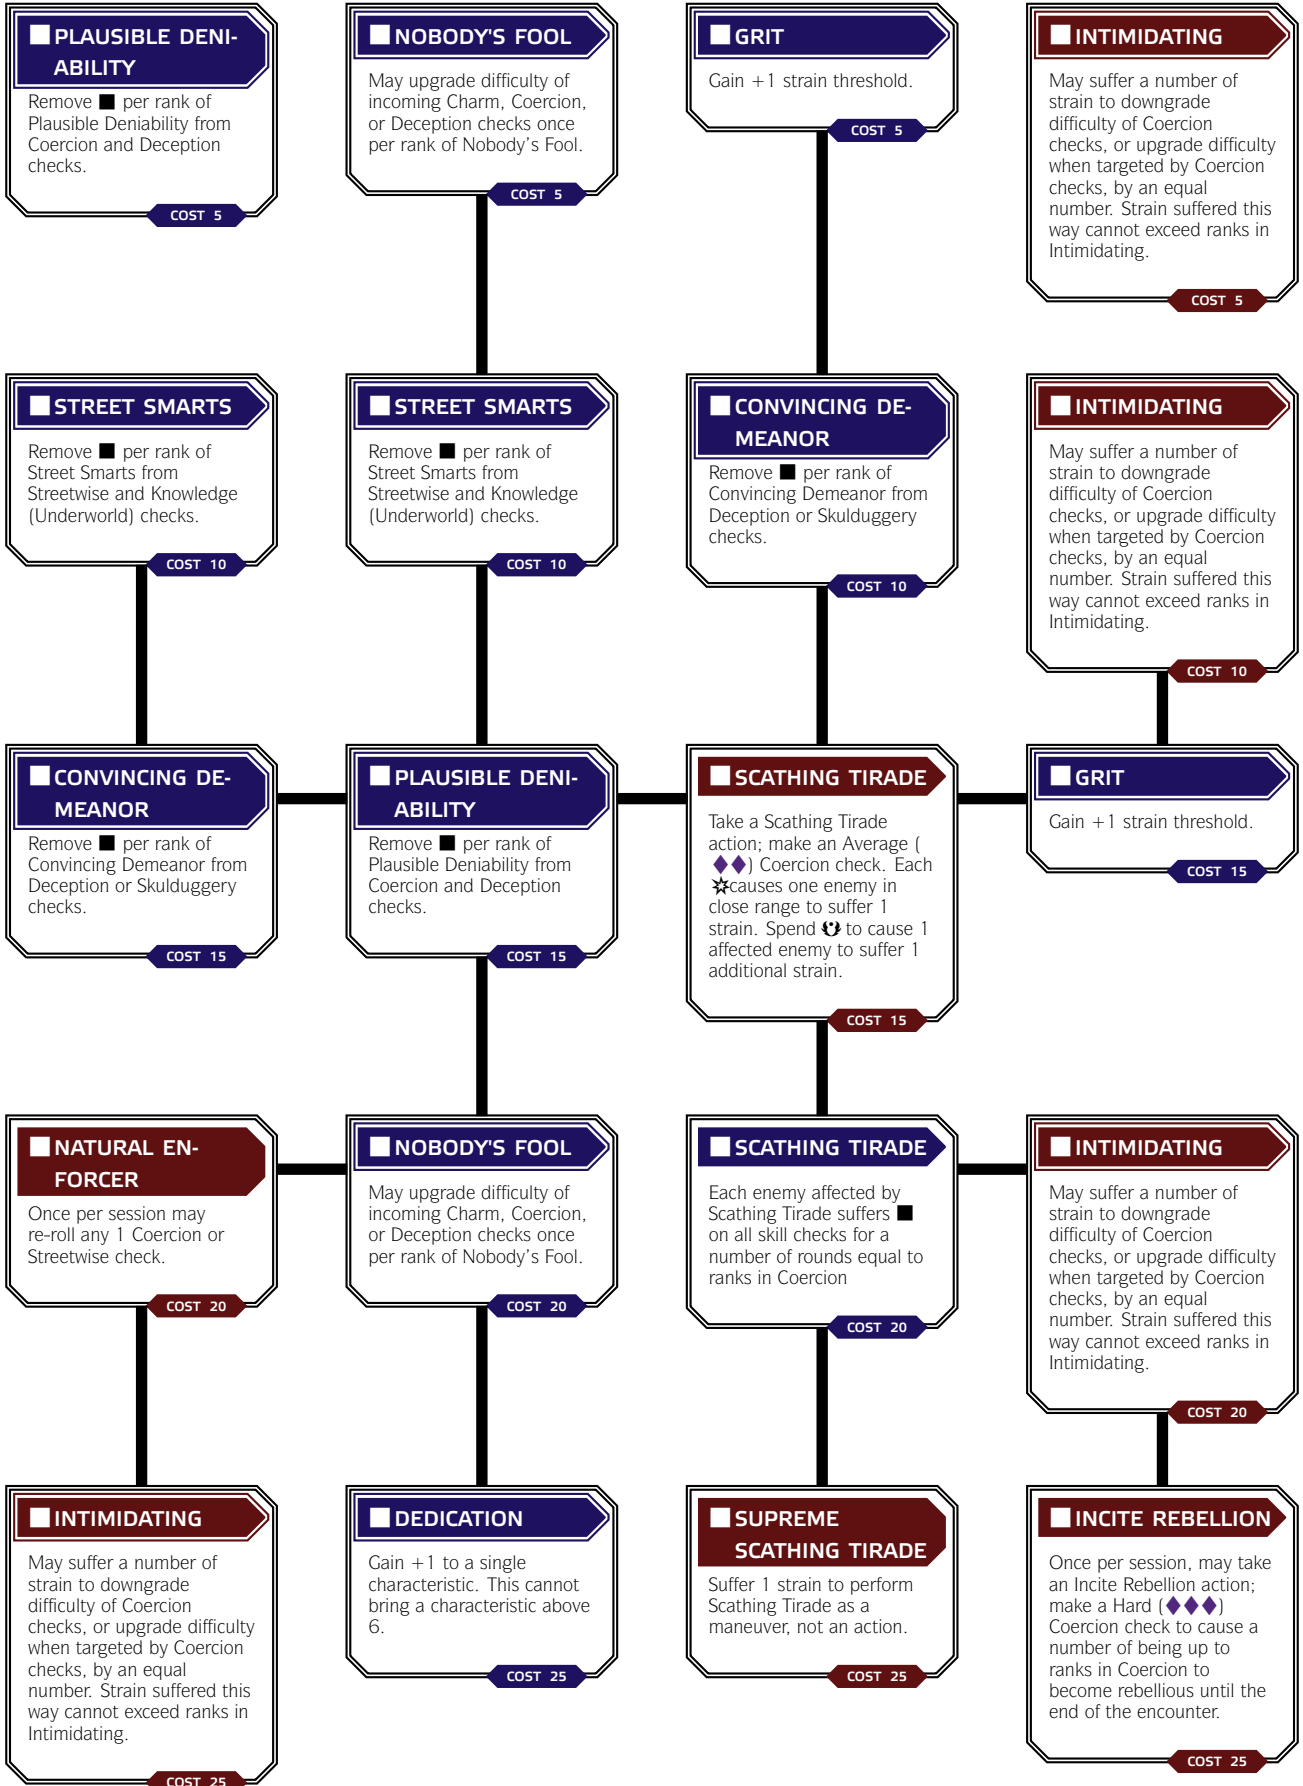 PLAUSIBLE DENI-
ABILITY
Remove ■ per rank of
Plausible Deniability from
Coercion and Deception
checks.
COST 5
NOBODY'S FOOL
May upgrade difficulty of
incoming Charm, Coercion,
or Deception checks once
per rank of Nobody's Fool.
COST 5
GRIT
Gain +1 strain threshold.
COST 5
INTIMIDATING
May suffer a number of
strain to downgrade
difficulty of Coercion
checks, or upgrade difficulty
when targeted by Coercion
checks, by an equal
number. Strain suffered this
way cannot exceed ranks in
Intimidating.
COST 5
STREET SMARTS
Remove ■ per rank of
Street Smarts from
Streetwise and Knowledge
(Underworld) checks.
COST 10
STREET SMARTS
Remove ■ per rank of
Street Smarts from
Streetwise and Knowledge
(Underworld) checks.
COST 10
CONVINCING DE-
MEANOR
Remove ■ per rank of
Convincing Demeanor from
Deception or Skulduggery
checks.
COST 10
INTIMIDATING
May suffer a number of
strain to downgrade
difficulty of Coercion
checks, or upgrade difficulty
when targeted by Coercion
checks, by an equal
number. Strain suffered this
way cannot exceed ranks in
Intimidating.
COST 10
CONVINCING DE-
MEANOR
Remove ■ per rank of
Convincing Demeanor from
Deception or Skulduggery
checks.
COST 15
PLAUSIBLE DENI-
ABILITY
Remove ■ per rank of
Plausible Deniability from
Coercion and Deception
checks.
COST 15
SCATHING TIRADE
Take a Scathing Tirade
action; make an Average (
◆◆) Coercion check. Each
causes one enemy in
close range to suffer 1
strain. Spend to cause 1
affected enemy to suffer 1
additional strain.
COST 15
GRIT
Gain +1 strain threshold.
COST 15
NATURAL EN-
FORCER
Once per session may
re-roll any 1 Coercion or
Streetwise check.
COST 20
NOBODY'S FOOL
May upgrade difficulty of
incoming Charm, Coercion,
or Deception checks once
per rank of Nobody's Fool.
COST 20
SCATHING TIRADE
Each enemy affected by
Scathing Tirade suffers ■
on all skill checks for a
number of rounds equal to
ranks in Coercion
COST 20
INTIMIDATING
May suffer a number of
strain to downgrade
difficulty of Coercion
checks, or upgrade difficulty
when targeted by Coercion
checks, by an equal
number. Strain suffered this
way cannot exceed ranks in
Intimidating.
COST 20
INTIMIDATING
May suffer a number of
strain to downgrade
difficulty of Coercion
checks, or upgrade difficulty
when targeted by Coercion
checks, by an equal
number. Strain suffered this
way cannot exceed ranks in
Intimidating.
COST 25
DEDICATION
Gain +1 to a single
characteristic. This cannot
bring a characteristic above
6.
COST 25
SUPREME
SCATHING TIRADE
Suffer 1 strain to perform
Scathing Tirade as a
maneuver, not an action.
COST 25
INCITE REBELLION
Once per session, may take
an Incite Rebellion action;
make a Hard (◆◆◆)
Coercion check to cause a
number of being up to
ranks in Coercion to
become rebellious until the
end of the encounter.
COST 25